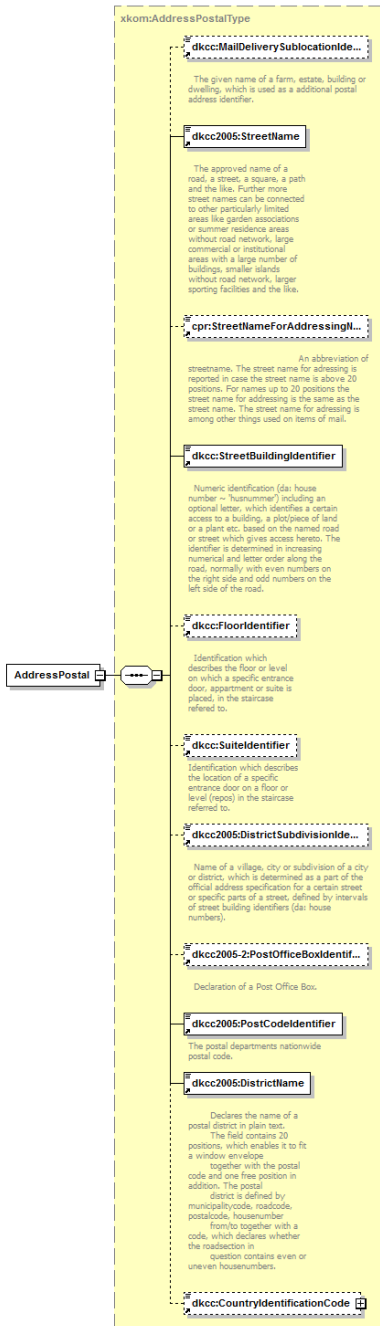 xkom:AddressPostalType
dkcc:MailDeliverySublocationIde...
The given name of a farm, estate, building or
dwelling, which is used as a additional postal
address identifier.
dkcc2005:StreetName
The approved name of a
road, a street, a square, a path
and the like. Further more
street names can be connected
to other particularly limited
areas like garden associations
or summer residence areas
without road network, large
commercial or institutional
areas with a large number of
buildings, smaller islands
without road network, larger
sporting facilities and the like.
cpr:StreetNameForAddressingN...
An abbreviation of
streetname. The street name for adressing is
reported in case the street name is above 20
positions. For names up to 20 positions the
street name for addressing is the same as the
street name. The street name for adressing is
among other things used on items of mail.
dkcc:StreetBuildingIdentifier
Numeric identification (da: house
number ~ 'husnummer') including an
optional letter, which identifies a certain
access to a building, a plot/piece of land
or a plant etc. based on the named road
or street which gives access hereto. The
identifier is determined in increasing
numerical and letter order along the
road, normally with even numbers on
the right side and odd numbers on the
left side of the road.
dkcc:FloorIdentifier
Identification which
describes the floor or level
on which a specific entrance
door, appartment or suite is
placed, in the staircase
refered to.
AddressPostal
dkcc:SuiteIdentifier
Identification which describes
the location of a specific
entrance door on a floor or
level (repos) in the staircase
referred to.
dkcc2005:DistrictSubdivisionIde...
Name of a village, city or subdivision of a city
or district, which is determined as a part of the
official address specification for a certain street
or specific parts of a street, defined by intervals
of street building identifiers (da: house
numbers).
dkcc2005-2:PostOfficeBoxIdentif...
Declaration of a Post Office Box.
dkcc2005:PostCodeIdentifier
The postal departments nationwide
postal code.
dkcc2005:DistrictName
Declares the name of a
postal district in plain text.
The field contains 20
positions, which enables it to fit
a window envelope
together with the postal
code and one free position in
addition. The postal
district is defined by
municipalitycode, roadcode,
postalcode, housenumber
from/to together with a
code, which declares whether
the roadsection in
question contains even or
uneven housenumbers.
dkcc:CountryIdentificationCode